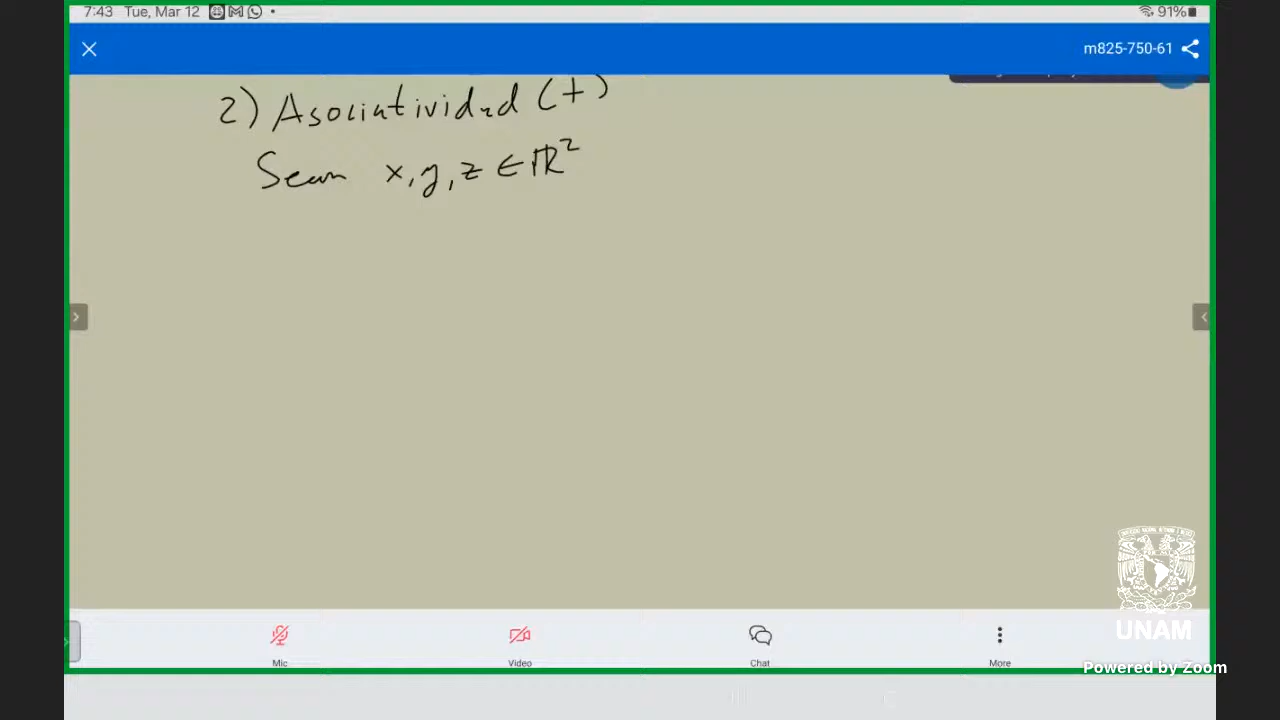 7:43 Tue, Mar 12
91%
m825-750-61
2) Asociatividad (+)
Sean x, y, z ∈ ℝ²
Mic Video Chat More
UNAM
Powered by Zoom